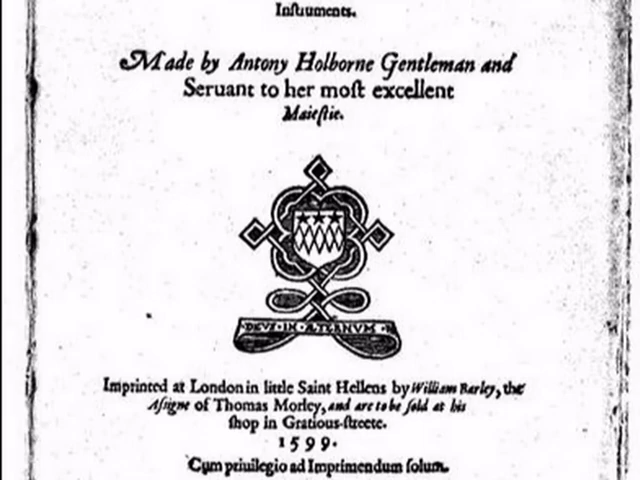 Inſtruments.
Made by Antony Holborne Gentleman and
Seruant to her moſt excellent
Maieſtie.
DEVS·IN·ÆTERNVM·
Imprinted at London in little Saint Hellens by William Barley, the
Aſsigne of Thomas Morley, and are to be ſold at his
ſhop in Gratious-ſtreete.
1599.
Cum priuilegio ad Imprimendum ſolum.